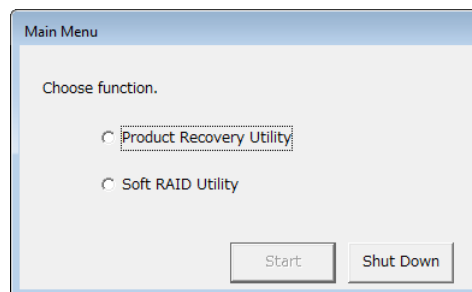 Main Menu
Choose function.
Product Recovery Utility
Soft RAID Utility
Start
Shut Down